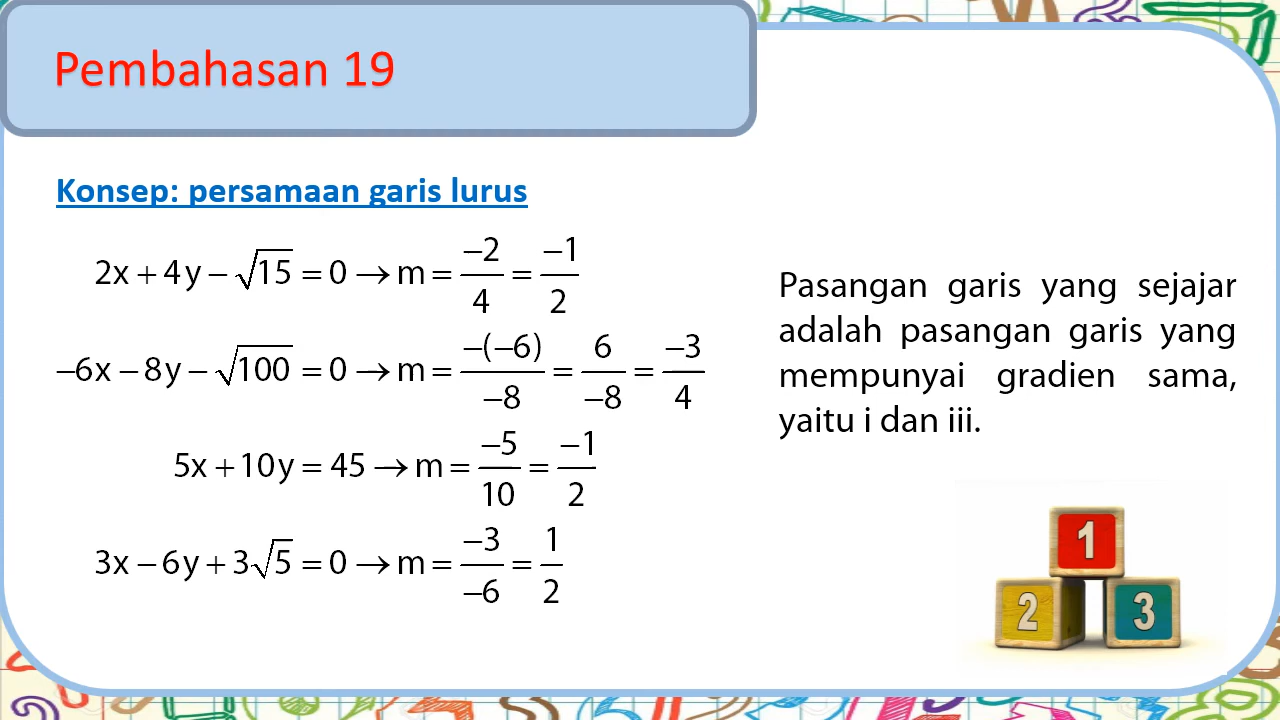 Pembahasan 19
Konsep: persamaan garis lurus
2x + 4y − √15 = 0 → m = −2/4 = −1/2
−6x − 8y − √100 = 0 → m = −(−6)/−8 = 6/−8 = −3/4
5x + 10y = 45 → m = −5/10 = −1/2
3x − 6y + 3√5 = 0 → m = −3/−6 = 1/2
Pasangan garis yang sejajar
adalah pasangan garis yang
mempunyai gradien sama,
yaitu i dan iii.
1
2
3